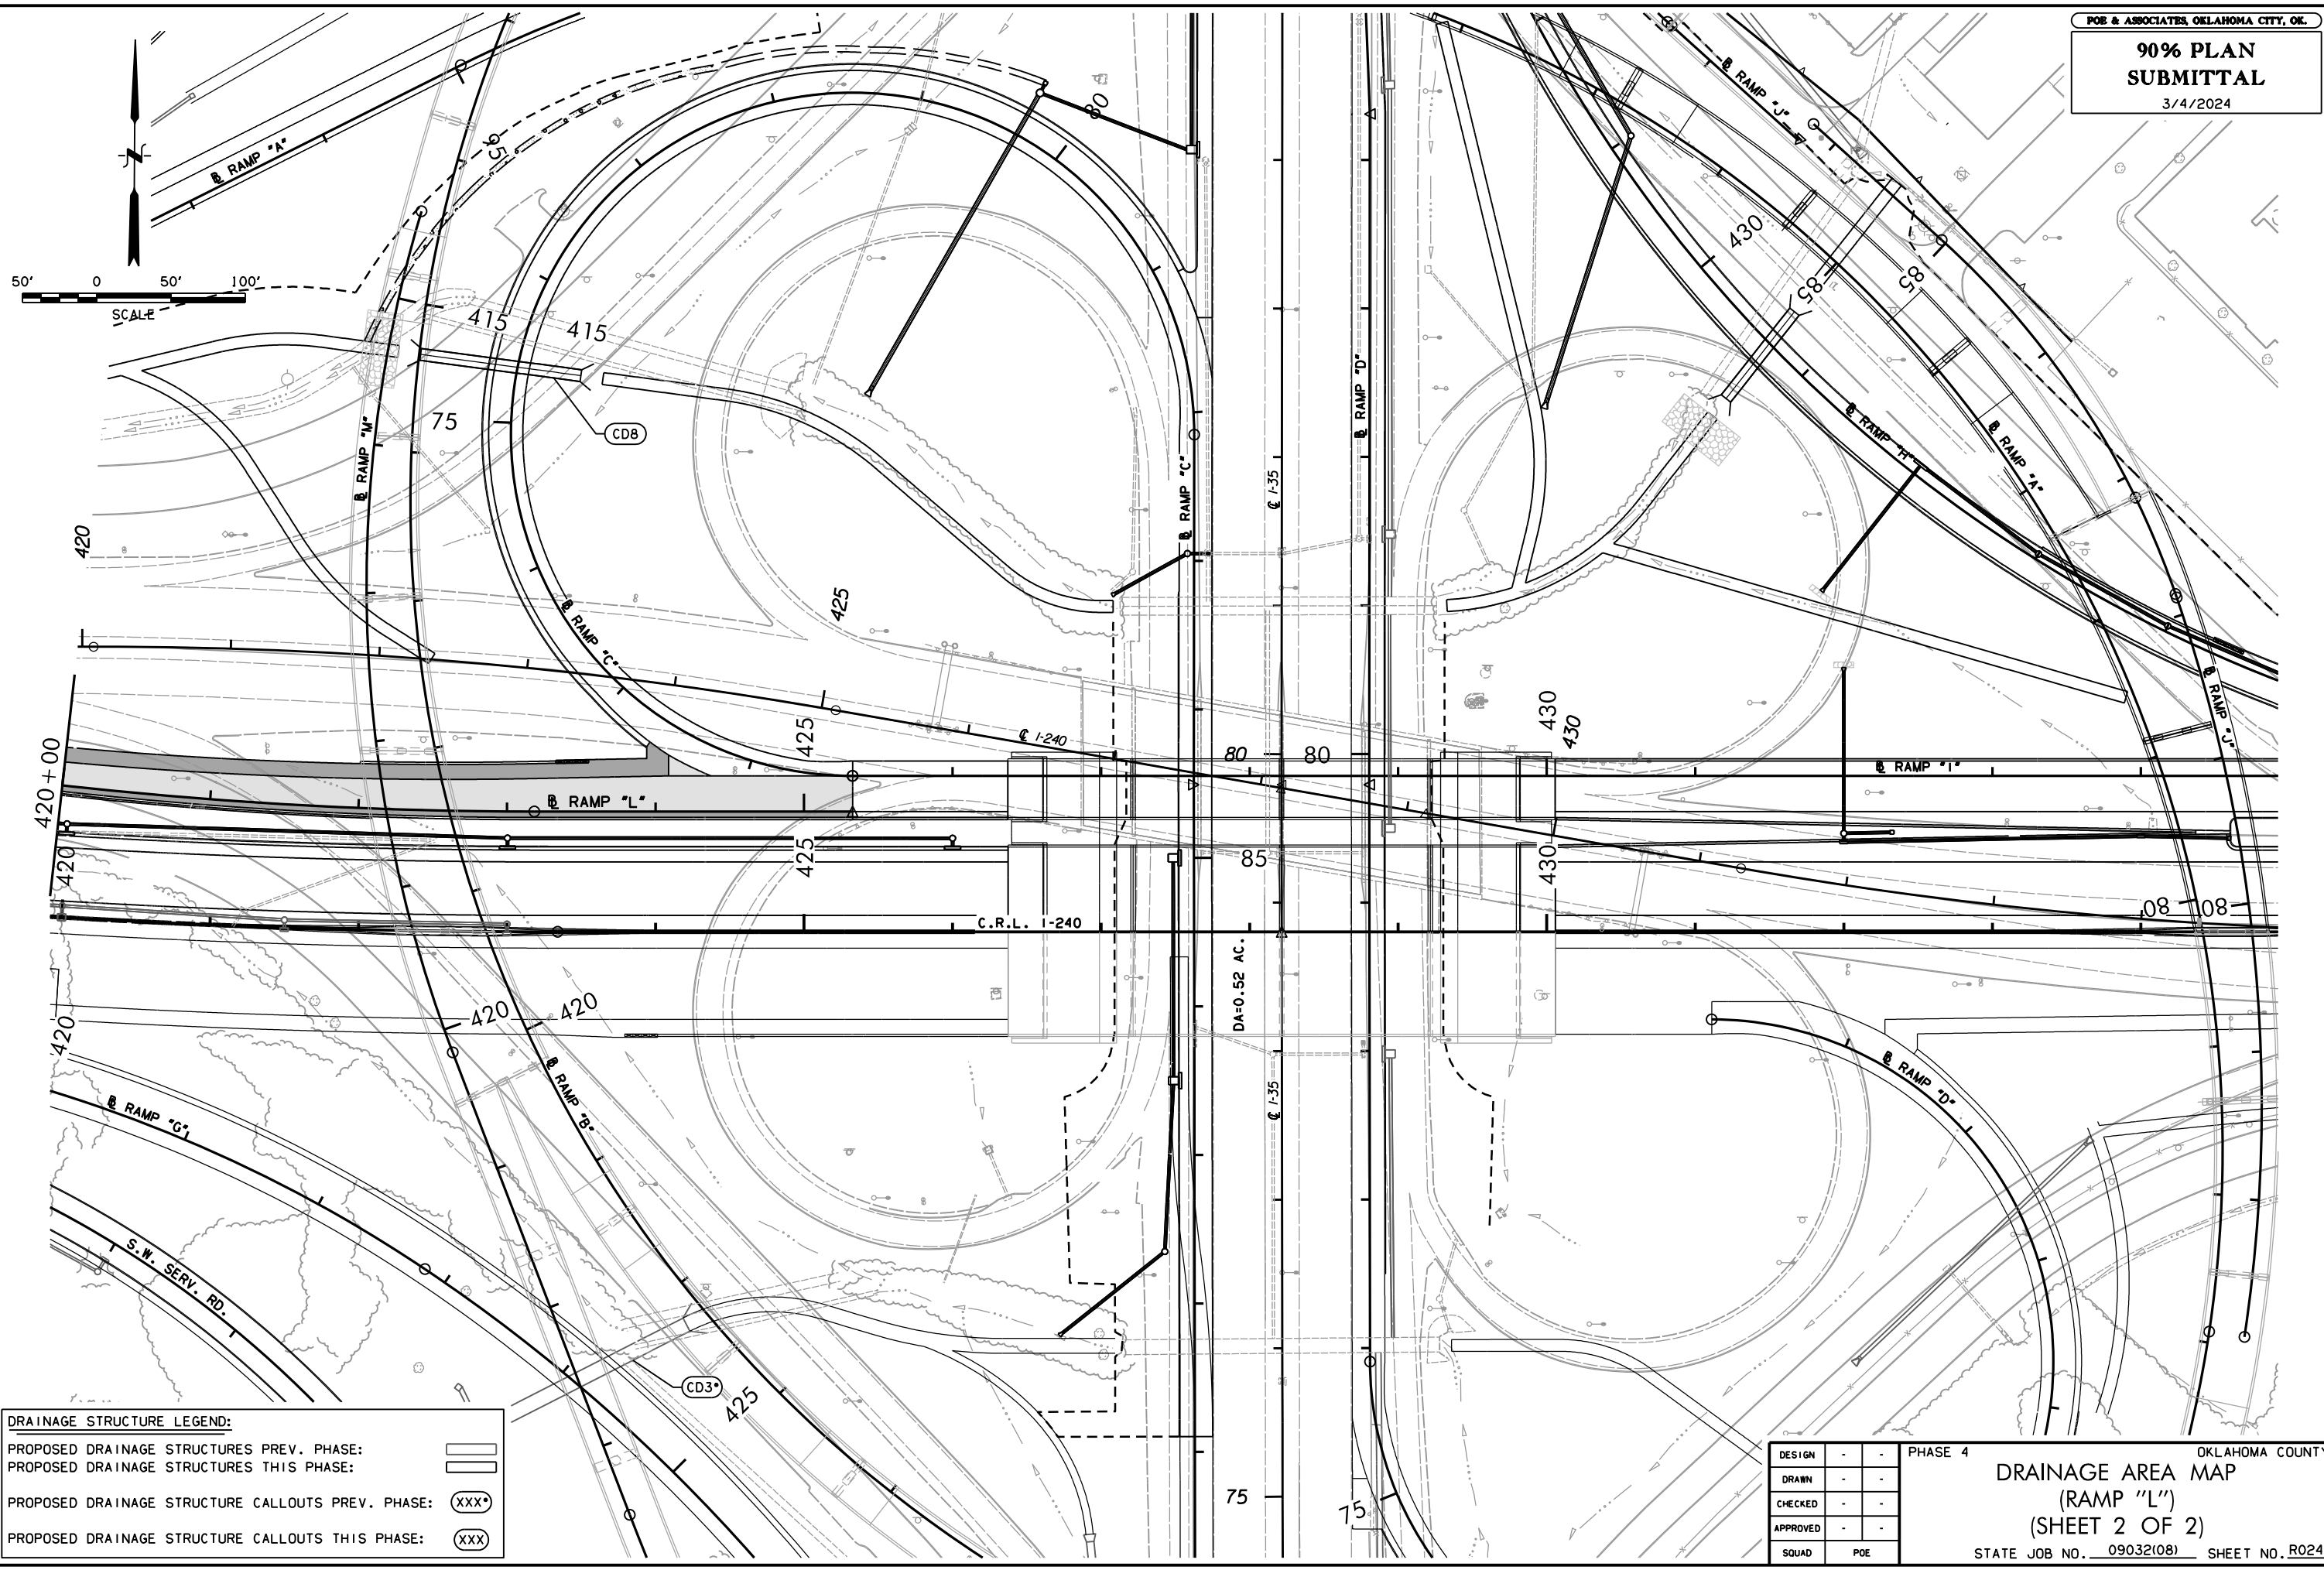 POE & ASSOCIATES, OKLAHOMA CITY, OK.
90% PLAN
SUBMITTAL
3/4/2024
N
50' 0 50' 100'
SCALE
℄ RAMP "A"
95
80
℄ RAMP "J"
430
85
85
415
415
75
CD8
℄ RAMP "M"
℄ RAMP "C"
℄ I-35
℄ RAMP "D"
℄ RAMP "H"
℄ RAMP "A"
420
425
℄ RAMP "C"
℄ RAMP "J"
℄ I-240
425
430
430
80
80
℄ RAMP "I"
420+00
℄ RAMP "L"
420
425
85
430
80
80
C.R.L. I-240
DA=0.52 AC.
420
420
420
℄ RAMP "B"
℄ RAMP "G"
℄ I-35
℄ RAMP "D"
S.W. SERV. RD.
CD3*
425
75
75
DRAINAGE STRUCTURE LEGEND:
PROPOSED DRAINAGE STRUCTURES PREV. PHASE:
PROPOSED DRAINAGE STRUCTURES THIS PHASE:
PROPOSED DRAINAGE STRUCTURE CALLOUTS PREV. PHASE: XXX*
PROPOSED DRAINAGE STRUCTURE CALLOUTS THIS PHASE: XXX
DESIGN - -
DRAWN - -
CHECKED - -
APPROVED - -
SQUAD POE
PHASE 4 OKLAHOMA COUNTY
DRAINAGE AREA MAP
(RAMP "L")
(SHEET 2 OF 2)
STATE JOB NO. 09032(08) SHEET NO. R024